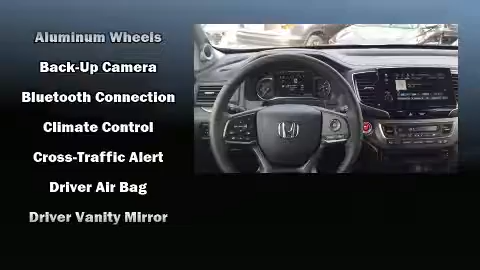 Aluminum Wheels
Back-Up Camera
Bluetooth Connection
Climate Control
Cross-Traffic Alert
Driver Air Bag
Driver Vanity Mirror